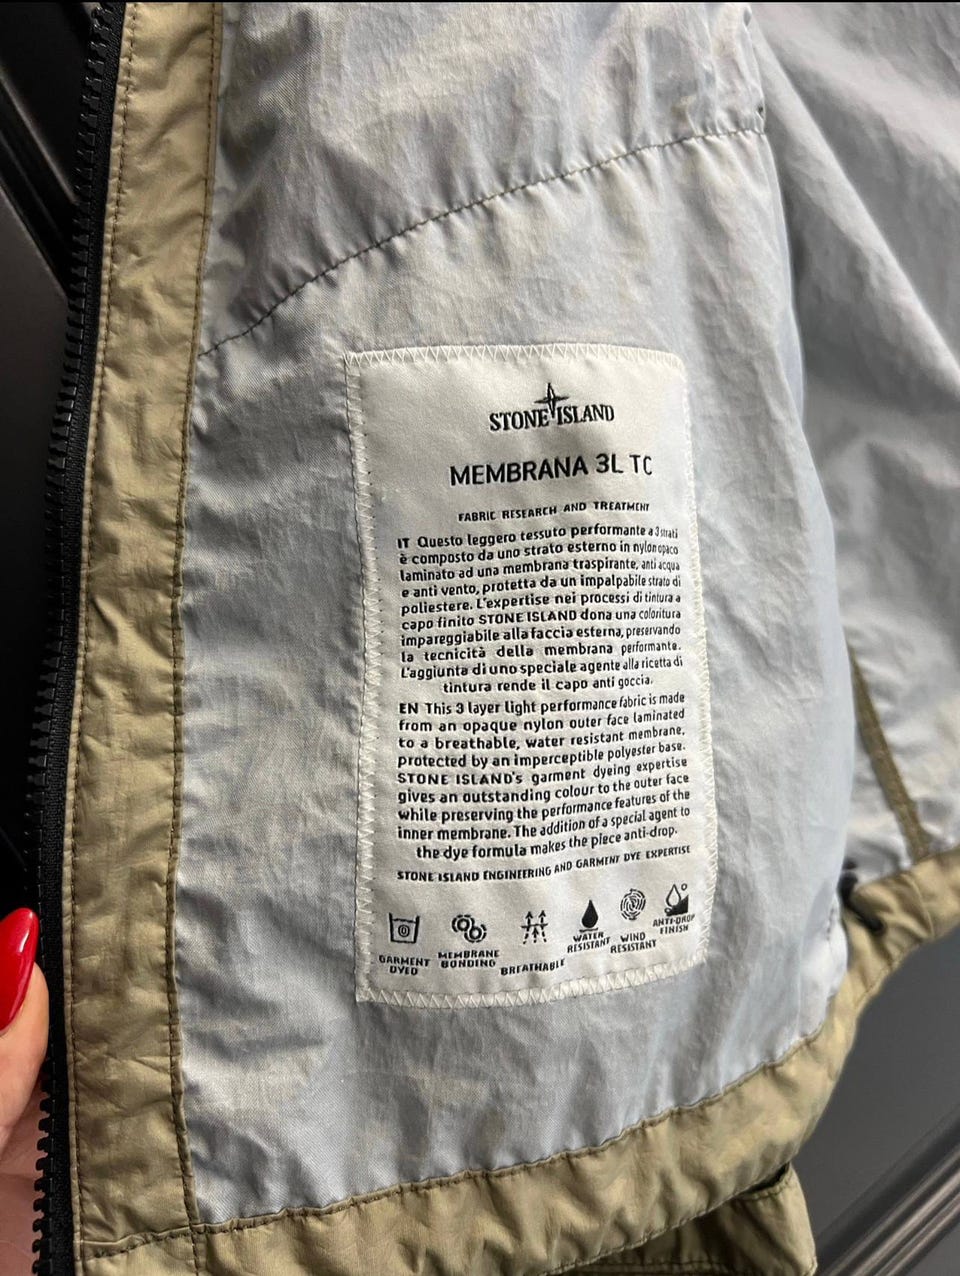 STONE ISLAND
MEMBRANA 3L TC
FABRIC RESEARCH AND TREATMENT
IT Questo leggero tessuto performante a 3 strati
è composto da uno strato esterno in nylon opaco
laminato ad una membrana traspirante, anti acqua
e anti vento, protetta da un impalpabile strato di
poliestere. L'expertise nei processi di tintura a
capo finito STONE ISLAND dona una coloritura
impareggiabile alla faccia esterna, preservando
la tecnicità della membrana performante.
L'aggiunta di uno speciale agente alla ricetta di
tintura rende il capo anti goccia.
EN This 3 layer light performance fabric is made
from an opaque nylon outer face laminated
to a breathable, water resistant membrane,
protected by an imperceptible polyester base.
STONE ISLAND's garment dyeing expertise
gives an outstanding colour to the outer face
while preserving the performance features of the
inner membrane. The addition of a special agent to
the dye formula makes the piece anti-drop.
STONE ISLAND ENGINEERING AND GARMENT DYE EXPERTISE
GARMENT
DYED
MEMBRANE
BONDING
BREATHABLE
WATER
RESISTANT
WIND
RESISTANT
ANTI-DROP
FINISH